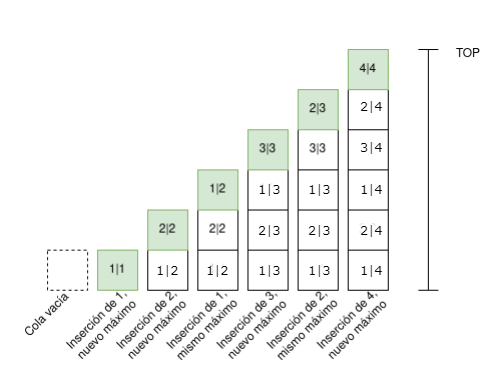 TOP
4|4
2|3
2|4
3|3
3|3
3|4
1|2
1|3
1|3
1|4
2|2
2|2
2|3
2|3
2|4
1|1
1|2
1|2
1|3
1|3
1|4
Cola vacía
Inserción de 1,
nuevo máximo
Inserción de 2,
nuevo máximo
Inserción de 1,
mismo máximo
Inserción de 3,
nuevo máximo
Inserción de 2,
mismo máximo
Inserción de 4,
nuevo máximo